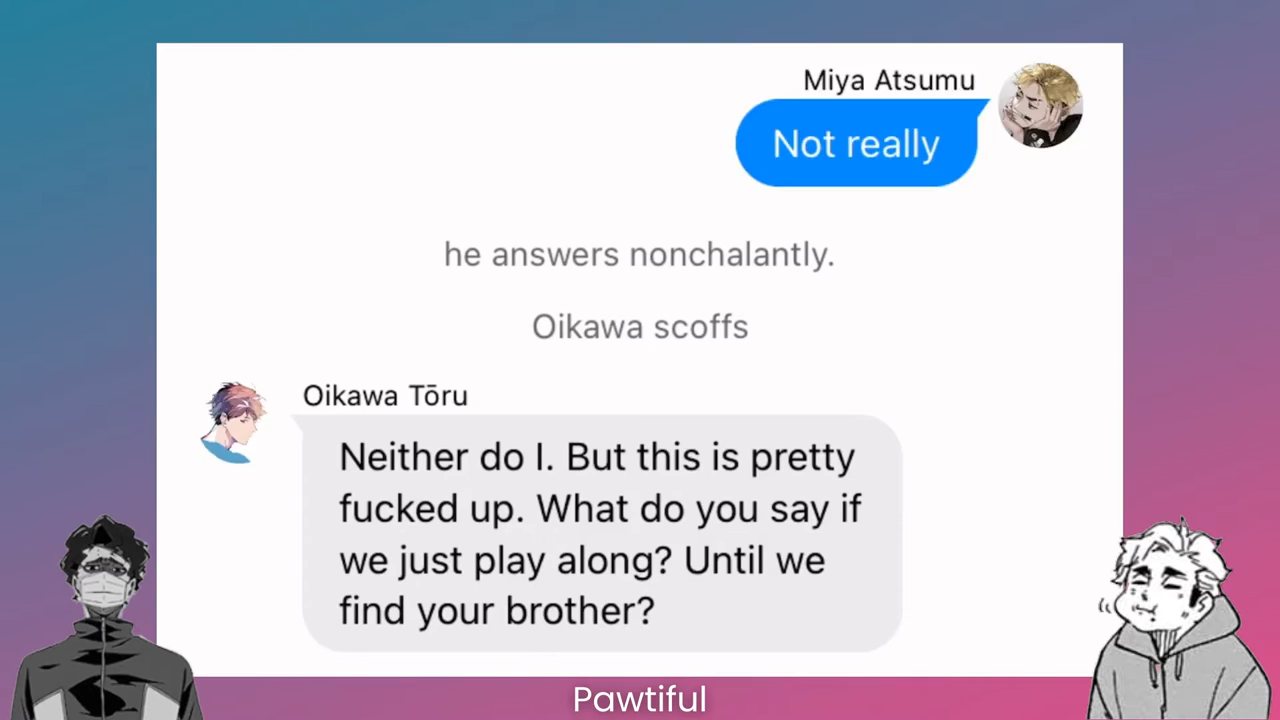 Miya Atsumu
Not really
he answers nonchalantly.
Oikawa scoffs
Oikawa Tōru
Neither do I. But this is pretty
fucked up. What do you say if
we just play along? Until we
find your brother?
Pawtiful